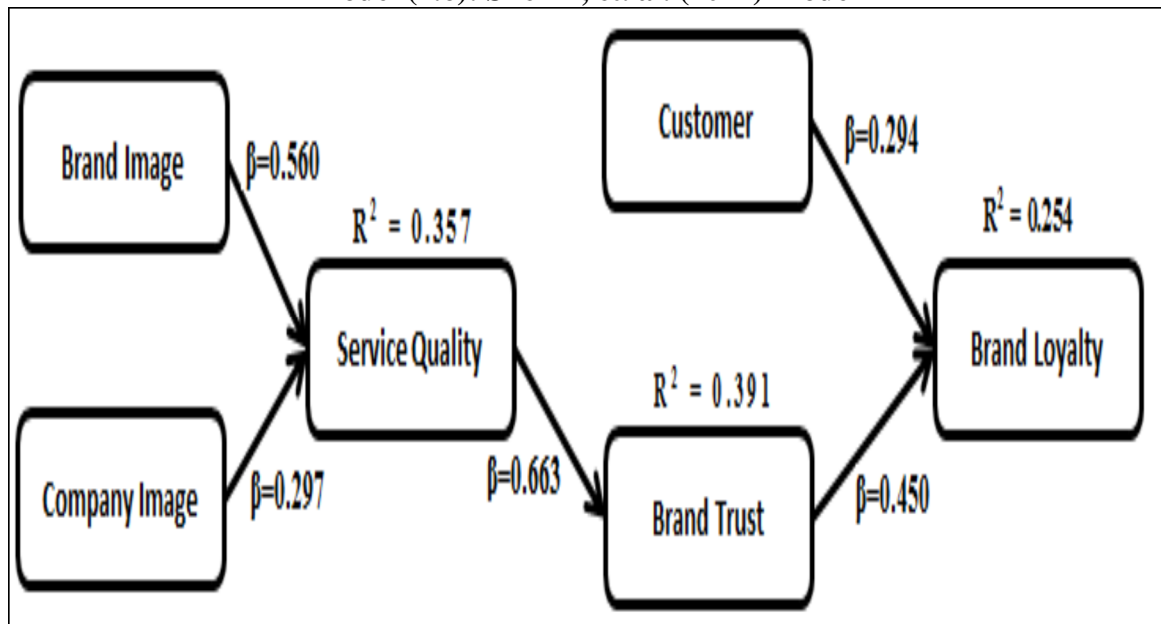 Customer
Brand Image
β=0.560
β=0.294
R² = 0.357
R² = 0.254
Service Quality
Brand Loyalty
R² = 0.391
Company Image
β=0.297
β=0.663
Brand Trust
β=0.450